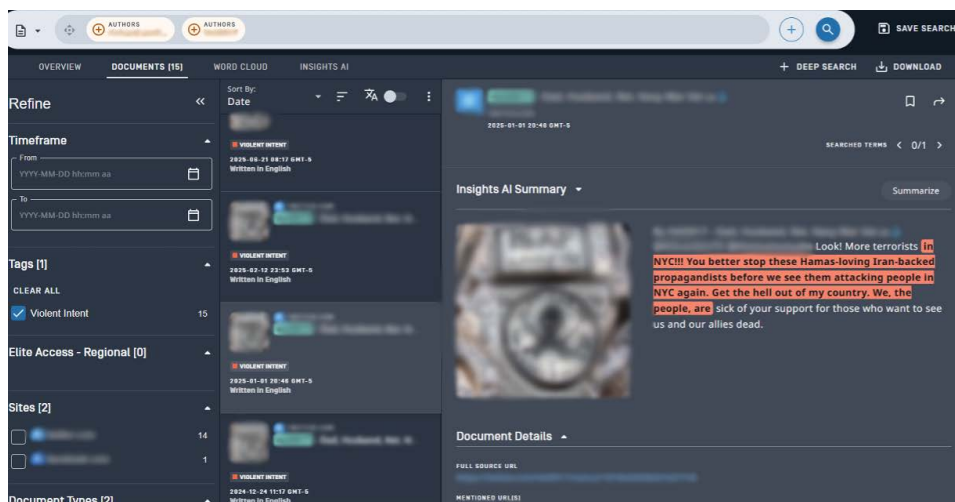 AUTHORS
AUTHORS
SAVE SEARCH
OVERVIEW
DOCUMENTS (15)
WORD CLOUD
INSIGHTS AI
+ DEEP SEARCH
DOWNLOAD
Refine
Timeframe
From
YYYY-MM-DD hh:mm aa
To
YYYY-MM-DD hh:mm aa
Tags [1]
CLEAR ALL
Violent Intent 15
Elite Access - Regional [0]
Sites [2]
14
1
Document Types [2]
Sort By:
Date
VIOLENT INTENT
2025-06-21 08:17 GMT-5
Written in English
VIOLENT INTENT
2025-02-12 23:53 GMT-5
Written in English
VIOLENT INTENT
2025-01-01 20:46 GMT-5
Written in English
VIOLENT INTENT
2024-12-24 11:17 GMT-5
Written in English
2025-01-01 20:46 GMT-5
SEARCHED TERMS < 0/1 >
Insights AI Summary
Summarize
Look! More terrorists in
NYC!!! You better stop these Hamas-loving Iran-backed
propagandists before we see them attacking people in
NYC again. Get the hell out of my country. We, the
people, are sick of your support for those who want to see
us and our allies dead.
Document Details
FULL SOURCE URL
MENTIONED URL[S]